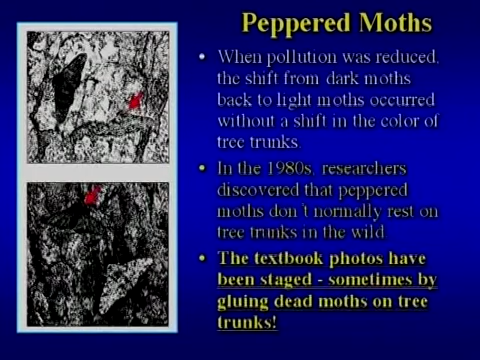 Peppered Moths
• When pollution was reduced,
the shift from dark moths
back to light moths occurred
without a shift in the color of
tree trunks.
• In the 1980s, researchers
discovered that peppered
moths don't normally rest on
tree trunks in the wild
• The textbook photos have
been staged - sometimes by
gluing dead moths on tree
trunks!